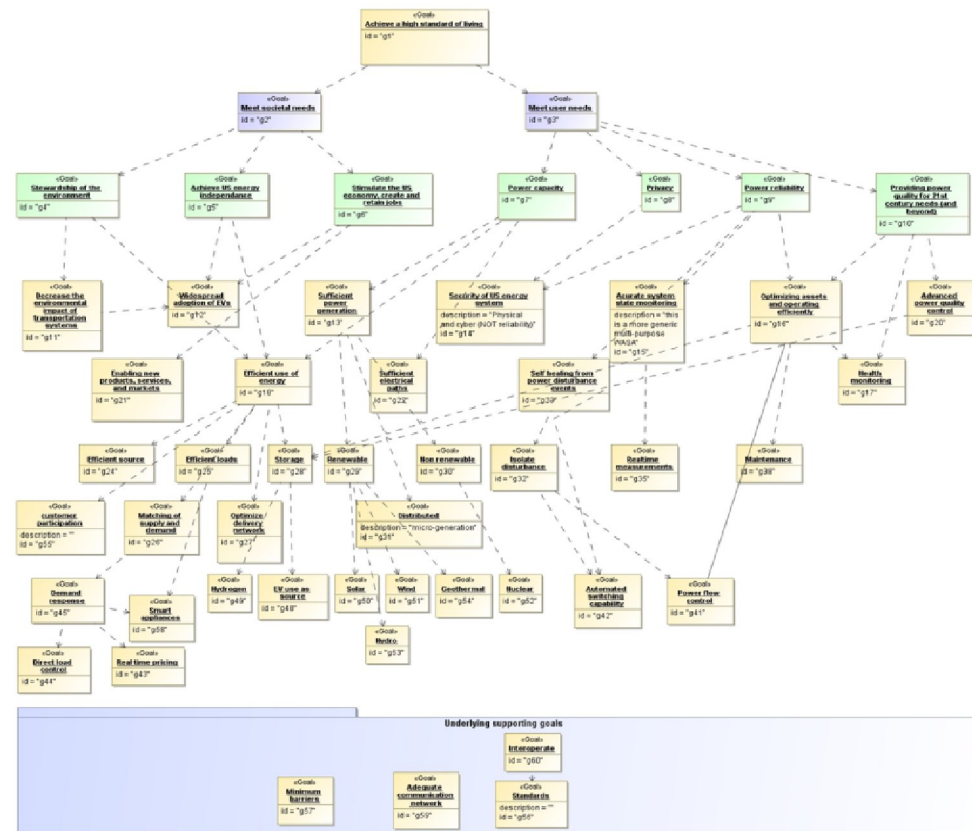 «Goal»
Achieve a high standard of living
id = "g1"
«Goal»
Meet societal needs
id = "g2"
«Goal»
Meet user needs
id = "g3"
«Goal»
Stewardship of the
environment
id = "g4"
«Goal»
Achieve US energy
independance
id = "g5"
«Goal»
Stimulate the US
economy, create and
retain jobs
id = "g6"
«Goal»
Power capacity
id = "g7"
«Goal»
Privacy
id = "g8"
«Goal»
Power reliability
id = "g9"
«Goal»
Providing power
quality for 21st
century needs (and
beyond)
id = "g10"
«Goal»
Decrease the
environmental
impact of
transportation
systems
id = "g11"
«Goal»
Widespread
adoption of EVs
id = "g12"
«Goal»
Sufficient
power
generation
id = "g13"
«Goal»
Security of US energy
system
description = "Physical
and cyber (NOT reliability)"
id = "g14"
«Goal»
Acurate system
state monitoring
description = "this
is a more generic
multi-purpose
id = "g15"
«Goal»
Optimizing assets
and operating
efficiently
id = "g16"
«Goal»
Advanced
power quality
control
id = "g20"
«Goal»
Enabling new
products, services,
and markets
id = "g21"
«Goal»
Efficient use of
energy
id = "g18"
«Goal»
Sufficient
electrical
paths
id = "g22"
«Goal»
Self healing from
power disturbance
events
«Goal»
Health
monitoring
id = "g17"
«Goal»
Efficient source
id = "g24"
«Goal»
Efficient loads
id = "g25"
«Goal»
Storage
id = "g28"
«Goal»
Renewable
«Goal»
Non renewable
id = "g30"
«Goal»
Isolate
disturbance
id = "g32"
«Goal»
Realtime
measurements
id = "g35"
«Goal»
Maintenance
id = "g38"
«Goal»
customer
participation
description = ""
id = "g55"
«Goal»
Matching of
supply and
demand
id = "g26"
«Goal»
Optimize
delivery
network
id = "g27"
«Goal»
Distributed
description = "micro-generation"
id = "g31"
«Goal»
Demand
response
id = "g45"
«Goal»
Smart
appliances
id = "g58"
«Goal»
Hydrogen
id = "g49"
«Goal»
EV use as
source
id = "g48"
«Goal»
Solar
id = "g50"
«Goal»
Wind
id = "g51"
«Goal»
Geothermal
id = "g54"
«Goal»
Nuclear
id = "g52"
«Goal»
Automated
switching
capability
id = "g42"
«Goal»
Power flow
control
id = "g41"
«Goal»
Hydro
id = "g53"
«Goal»
Direct load
control
id = "g44"
«Goal»
Real time pricing
id = "g43"
Underlying supporting goals
«Goal»
Interoperate
id = "g60"
«Goal»
Minimum
barriers
id = "g57"
«Goal»
Adequate
communication
network
id = "g59"
«Goal»
Standards
description = ""
id = "g56"